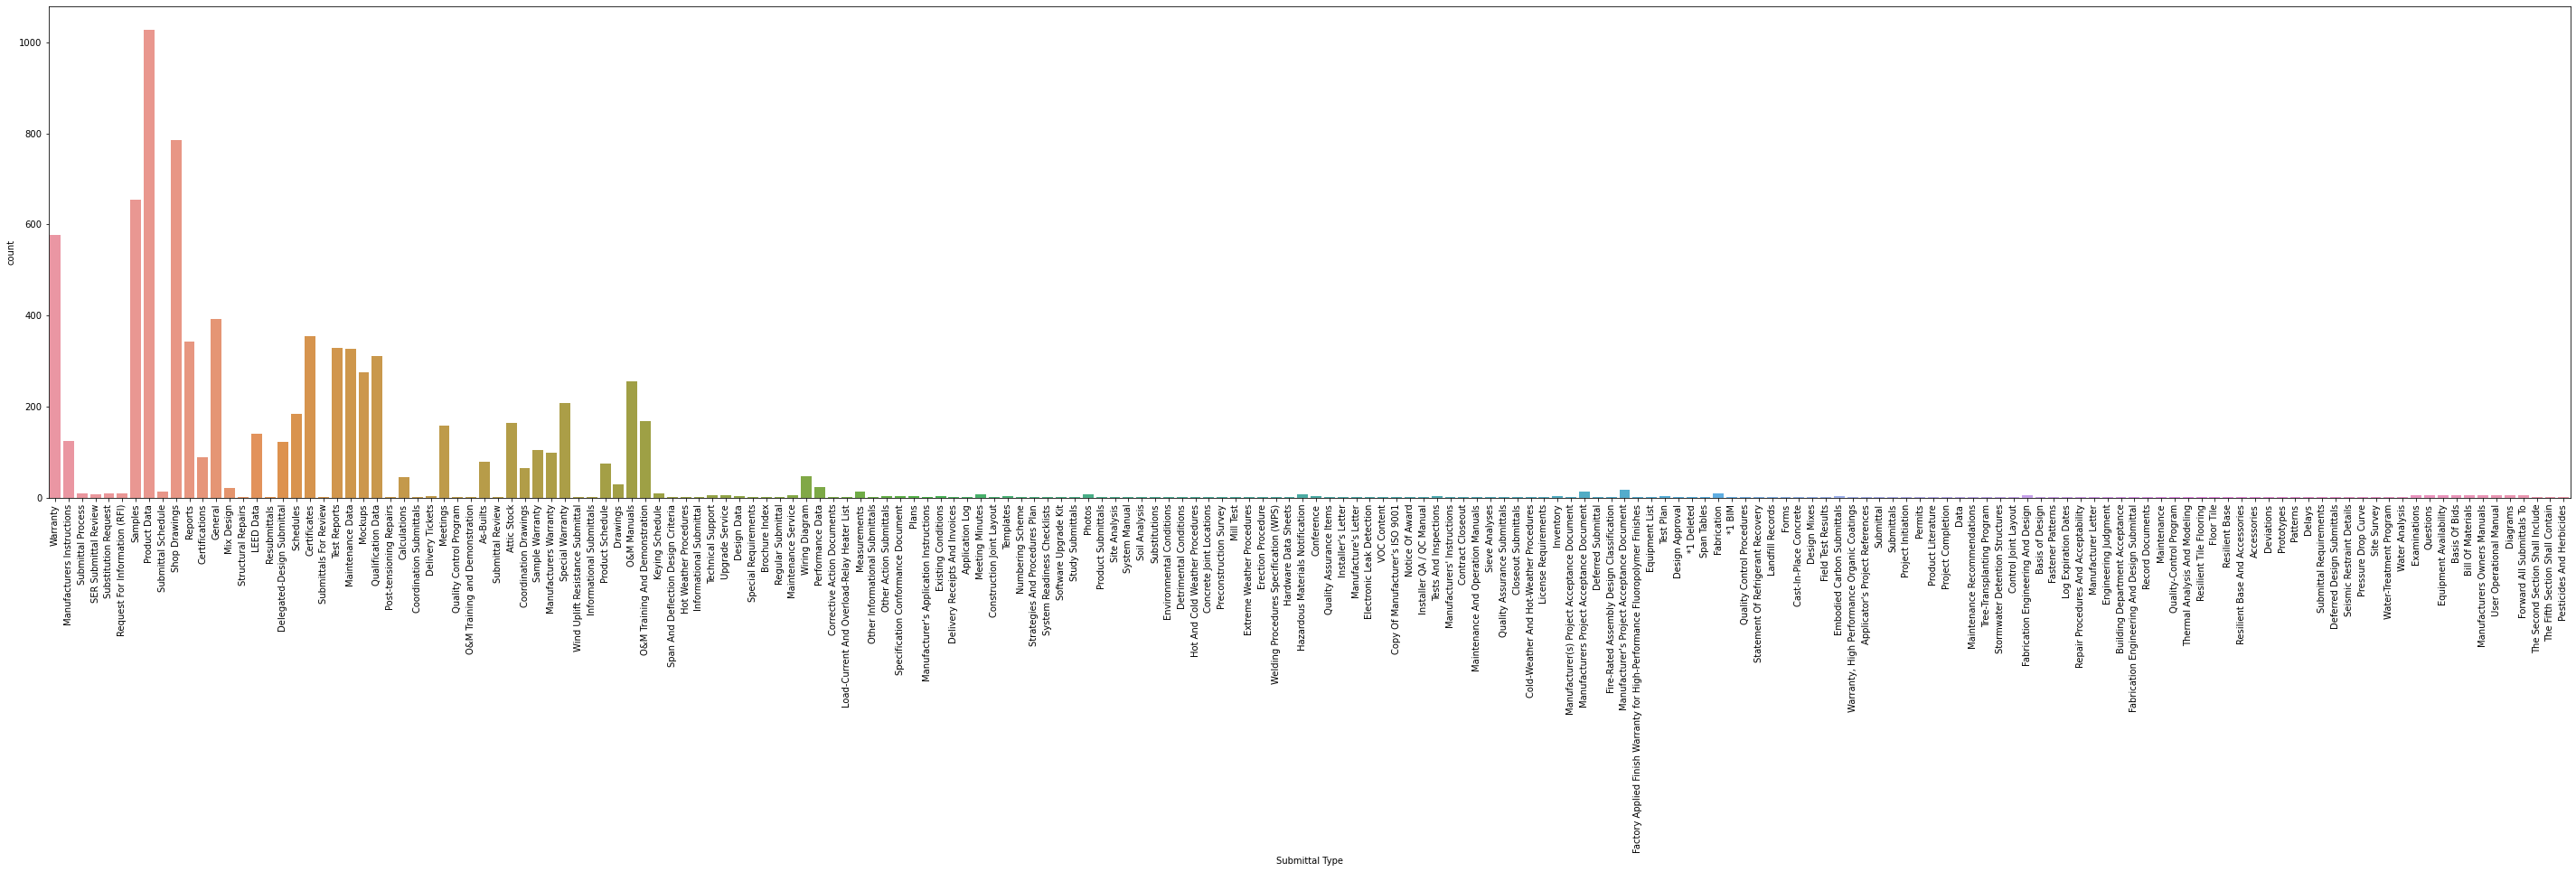 1000
800
600
400
200
0
count
Warranty
Manufacturers Instructions
Submittal Process
SER Submittal Review
Substitution Request
Request For Information (RFI)
Samples
Product Data
Submittal Schedule
Shop Drawings
Reports
Certifications
General
Mix Design
Structural Repairs
LEED Data
Resubmittals
Delegated-Design Submittal
Schedules
Certificates
Submittals For Review
Test Reports
Maintenance Data
Mockups
Qualification Data
Post-tensioning Repairs
Calculations
Coordination Submittals
Delivery Tickets
Meetings
Quality Control Program
O&M Training and Demonstration
As-Builts
Submittal Review
Attic Stock
Coordination Drawings
Sample Warranty
Manufacturers Warranty
Special Warranty
Wind Uplift Resistance Submittal
Informational Submittals
Product Schedule
Drawings
O&M Manuals
O&M Training And Demonstration
Keying Schedule
Span And Deflection Design Criteria
Hot Weather Procedures
Informational Submittal
Technical Support
Upgrade Service
Design Data
Special Requirements
Brochure Index
Regular Submittal
Maintenance Service
Wiring Diagram
Performance Data
Corrective Action Documents
Load-Current And Overload-Relay Heater List
Measurements
Other Informational Submittals
Other Action Submittals
Specification Conformance Document
Plans
Manufacturer's Application Instructions
Existing Conditions
Delivery Receipts And Invoices
Application Log
Meeting Minutes
Construction Joint Layout
Templates
Numbering Scheme
Strategies And Procedures Plan
System Readiness Checklists
Software Upgrade Kit
Study Submittals
Photos
Product Submittals
Site Analysis
System Manual
Soil Analysis
Substitutions
Environmental Conditions
Detrimental Conditions
Hot And Cold Weather Procedures
Concrete Joint Locations
Preconstruction Survey
Mill Test
Extreme Weather Procedures
Erection Procedure
Welding Procedures Specification (WPS)
Hardware Data Sheets
Hazardous Materials Notification
Conference
Quality Assurance Items
Installer's Letter
Manufacture's Letter
Electronic Leak Detection
VOC Content
Copy Of Manufacturer's ISO 9001
Notice Of Award
Installer QA / QC Manual
Tests And Inspections
Manufacturers' Instructions
Contract Closeout
Maintenance And Operation Manuals
Sieve Analyses
Quality Assurance Submittals
Closeout Submittals
Cold-Weather And Hot-Weather Procedures
License Requirements
Inventory
Manufacturer(s) Project Acceptance Document
Manufacturers Project Acceptance Document
Deferred Submittal
Fire-Rated Assembly Design Classification
Manufacturer's Project Acceptance Document
Factory Applied Finish Warranty for High-Performance Fluoropolymer Finishes
Equipment List
Test Plan
Design Approval
*1 Deleted
Span Tables
Fabrication
*1 BIM
Quality Control Procedures
Statement Of Refrigerant Recovery
Landfill Records
Forms
Cast-In-Place Concrete
Design Mixes
Field Test Results
Embodied Carbon Submittals
Warranty, High Performance Organic Coatings
Applicator's Project References
Submittal
Submittals
Project Initiation
Permits
Product Literature
Project Completion
Data
Maintenance Recommendations
Tree-Transplanting Program
Stormwater Detention Structures
Control Joint Layout
Fabrication Engineering And Design
Basis of Design
Fastener Patterns
Log Expiration Dates
Repair Procedures And Acceptability
Manufacturer Letter
Engineering Judgment
Building Department Acceptance
Fabrication Engineering And Design Submittal
Record Documents
Maintenance
Quality-Control Program
Thermal Analysis And Modeling
Resilient Tile Flooring
Floor Tile
Resilient Base
Resilient Base And Accessories
Accessories
Deviations
Prototypes
Patterns
Delays
Submittal Requirements
Deferred Design Submittals
Seismic Restraint Details
Pressure Drop Curve
Site Survey
Water-Treatment Program
Water Analysis
Examinations
Questions
Equipment Availability
Basis Of Bids
Bill Of Materials
Manufacturers Owners Manuals
User Operational Manual
Diagrams
Forward All Submittals To
The Second Section Shall Include
The Fifth Section Shall Contain
Pesticides And Herbicides
Submittal Type